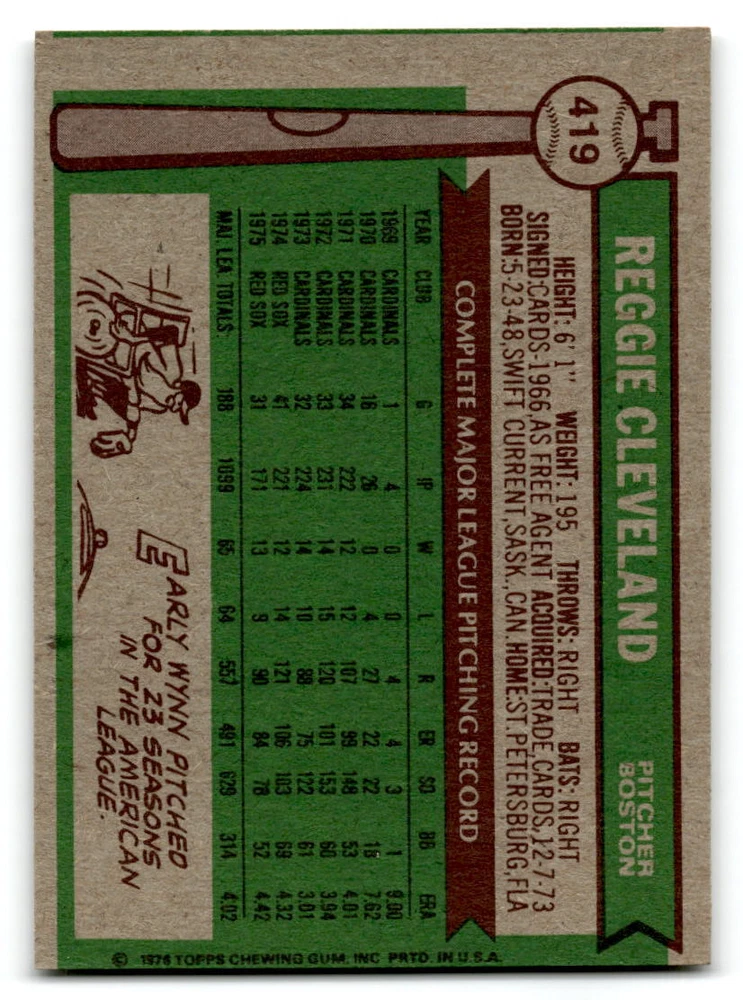 419
REGGIE CLEVELAND
PITCHER
BOSTON
HEIGHT: 6' 1" WEIGHT: 195 THROWS: RIGHT BATS: RIGHT
SIGNED:CARDS-1966,AS FREE AGENT ACQUIRED:TRADE,CARDS,12-7-73
BORN:5-23-48,SWIFT CURRENT,SASK.,CAN. HOME:ST. PETERSBURG, FLA
COMPLETE MAJOR LEAGUE PITCHING RECORD
YEAR CLUB G IP W L R ER SO BB ERA
1969 CARDINALS 1 4 0 0 4 4 3 1 9.00
1970 CARDINALS 16 26 0 4 27 22 22 18 7.62
1971 CARDINALS 34 222 12 12 107 99 148 53 4.01
1972 CARDINALS 33 231 14 15 120 101 153 60 3.94
1973 CARDINALS 32 224 14 10 88 75 122 61 3.01
1974 RED SOX 41 221 12 14 121 106 103 69 4.32
1975 RED SOX 31 171 13 9 90 84 78 52 4.42
MAJ. LEA. TOTALS: 188 1099 65 64 557 491 629 314 4.02
EARLY WYNN PITCHED
FOR 23 SEASONS
IN THE AMERICAN
LEAGUE.
© 1976 TOPPS CHEWING GUM, INC PRTD. IN U.S.A.